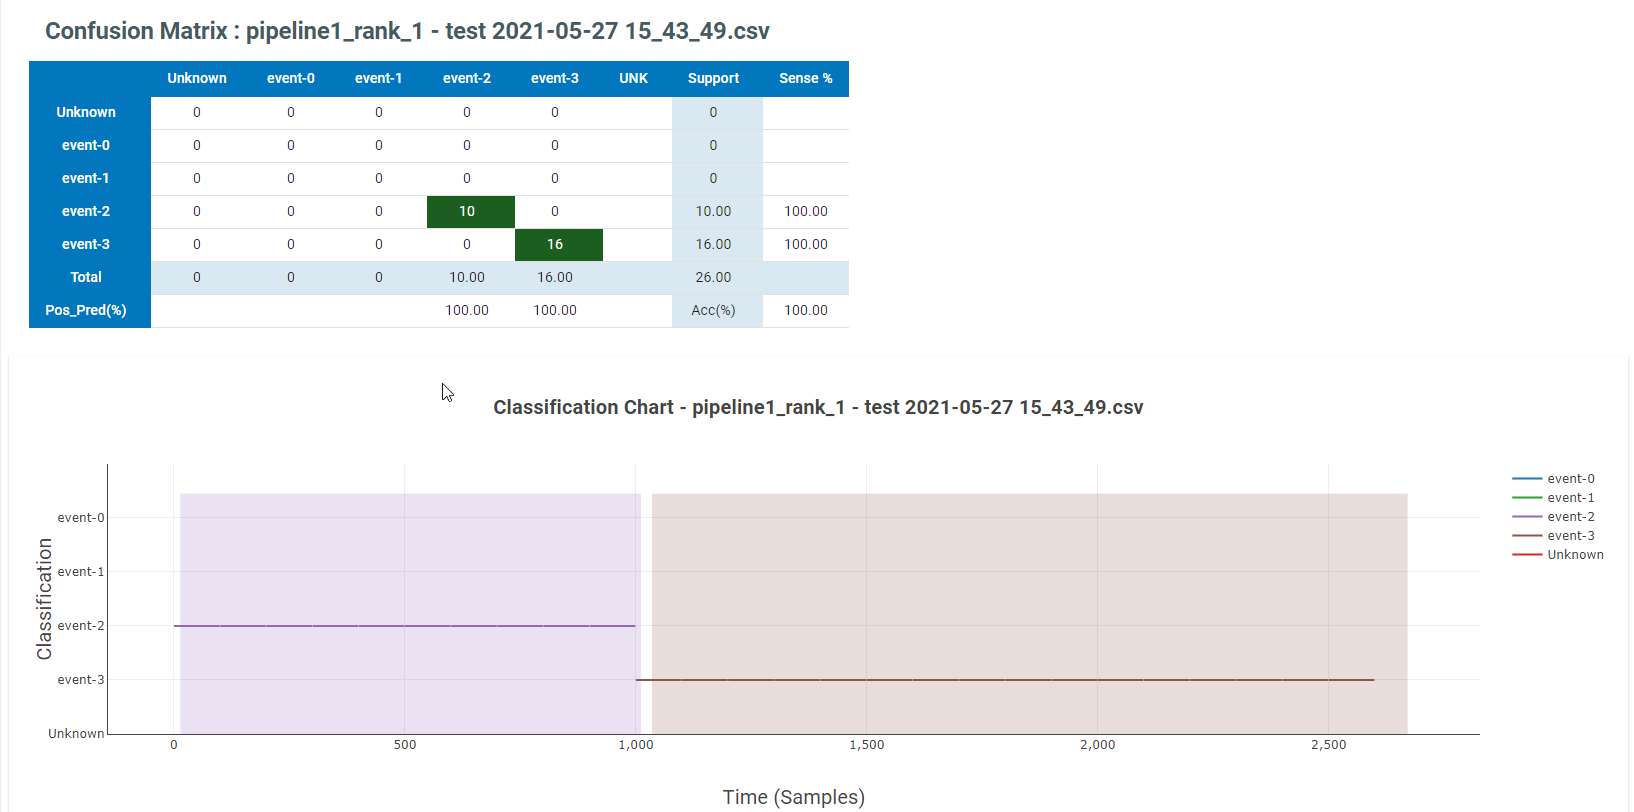 Confusion Matrix : pipeline1_rank_1 - test 2021-05-27 15_43_49.csv
Unknown event-0 event-1 event-2 event-3 UNK Support Sense %
Unknown 0 0 0 0 0 0
event-0 0 0 0 0 0 0
event-1 0 0 0 0 0 0
event-2 0 0 0 10 0 10.00 100.00
event-3 0 0 0 0 16 16.00 100.00
Total 0 0 0 10.00 16.00 26.00
Pos_Pred(%) 100.00 100.00 Acc(%) 100.00
Classification Chart - pipeline1_rank_1 - test 2021-05-27 15_43_49.csv
Classification
event-0
event-1
event-2
event-3
Unknown
0 500 1,000 1,500 2,000 2,500
Time (Samples)
event-0
event-1
event-2
event-3
Unknown